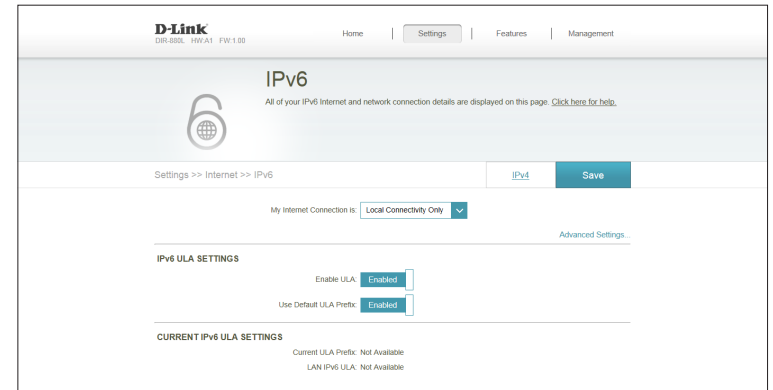 D-Link
DIR-880L HW:A1 FW:1.00
Home
Settings
Features
Management
IPv6
All of your IPv6 Internet and network connection details are displayed on this page. Click here for help.
Settings >> Internet >> IPv6
IPv4
Save
My Internet Connection is: Local Connectivity Only
Advanced Settings...
IPv6 ULA SETTINGS
Enable ULA: Enabled
Use Default ULA Prefix: Enabled
CURRENT IPv6 ULA SETTINGS
Current ULA Prefix: Not Available
LAN IPv6 ULA: Not Available